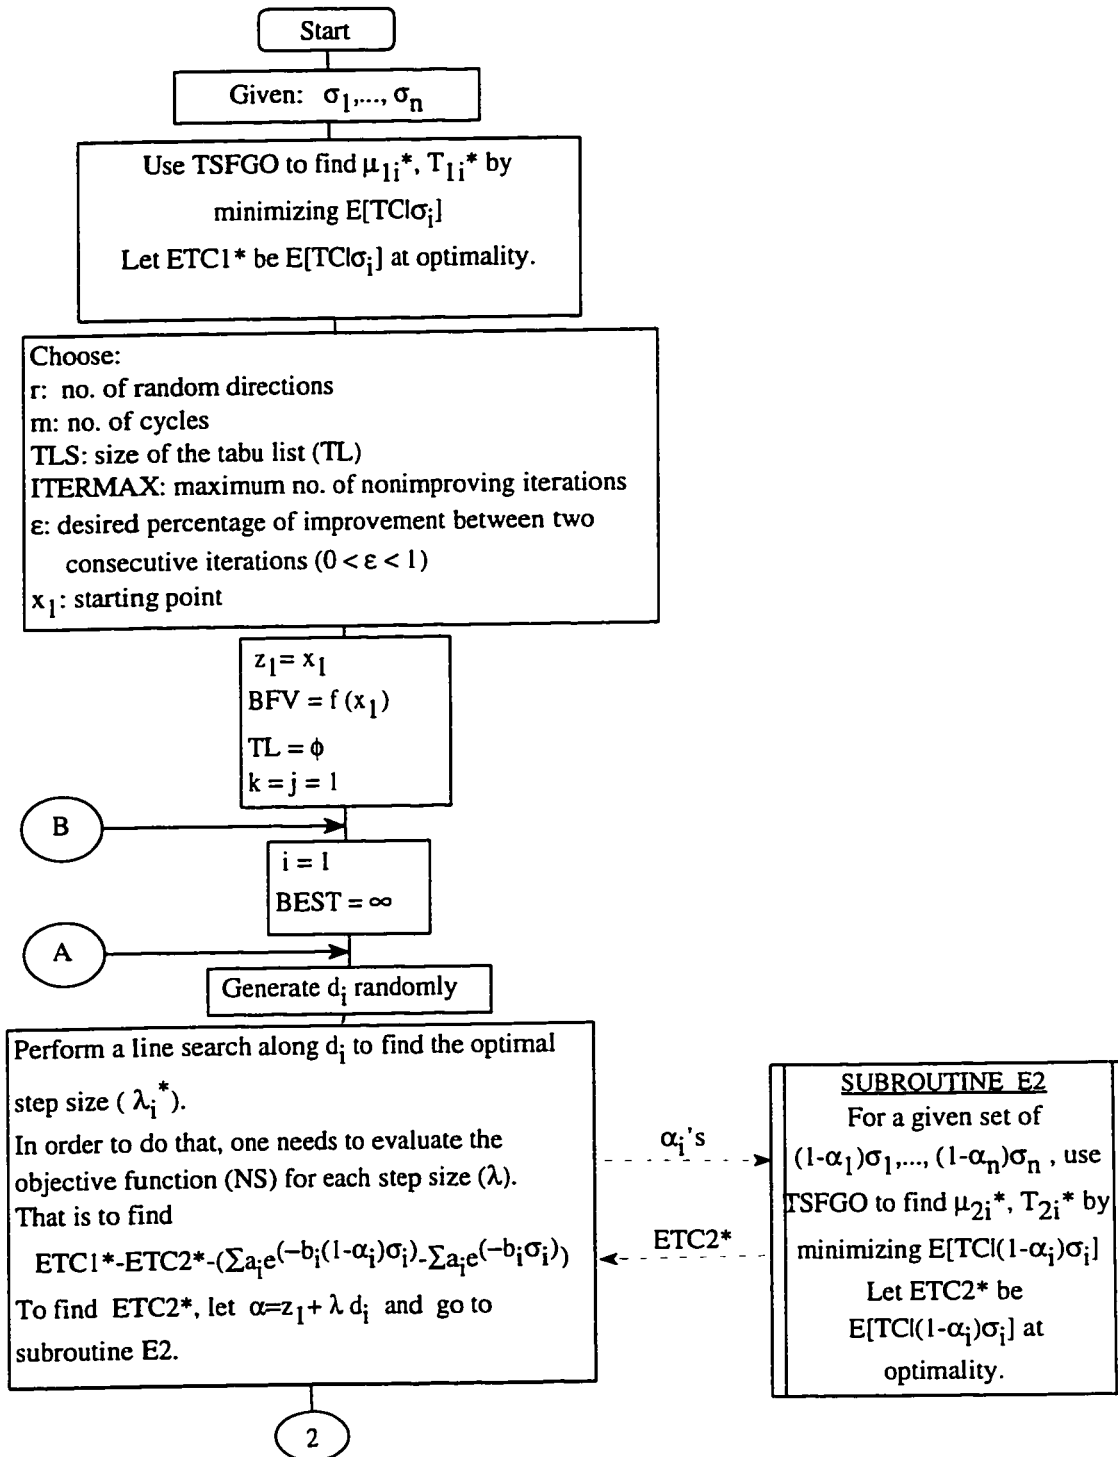 Start
Given: σ1,..., σn
Use TSFGO to find μ1i*, T1i* by
minimizing E[TC|σi]
Let ETC1* be E[TC|σi] at optimality.
Choose:
r: no. of random directions
m: no. of cycles
TLS: size of the tabu list (TL)
ITERMAX: maximum no. of nonimproving iterations
ε: desired percentage of improvement between two
consecutive iterations (0 < ε < 1)
x1: starting point
z1= x1
BFV = f (x1)
TL = ϕ
k = j = 1
B
i = 1
BEST = ∞
A
Generate di randomly
Perform a line search along di to find the optimal
step size ( λi*).
In order to do that, one needs to evaluate the
objective function (NS) for each step size (λ).
That is to find
ETC1*-ETC2*-(∑aie(-bi(1-αi)σi)-∑aie(-biσi))
To find ETC2*, let α=z1+ λ di and go to
subroutine E2.
αi's
ETC2*
SUBROUTINE E2
For a given set of
(1-α1)σ1,..., (1-αn)σn , use
TSFGO to find μ2i*, T2i* by
minimizing E[TC|(1-αi)σi]
Let ETC2* be
E[TC|(1-αi)σi] at
optimality.
2